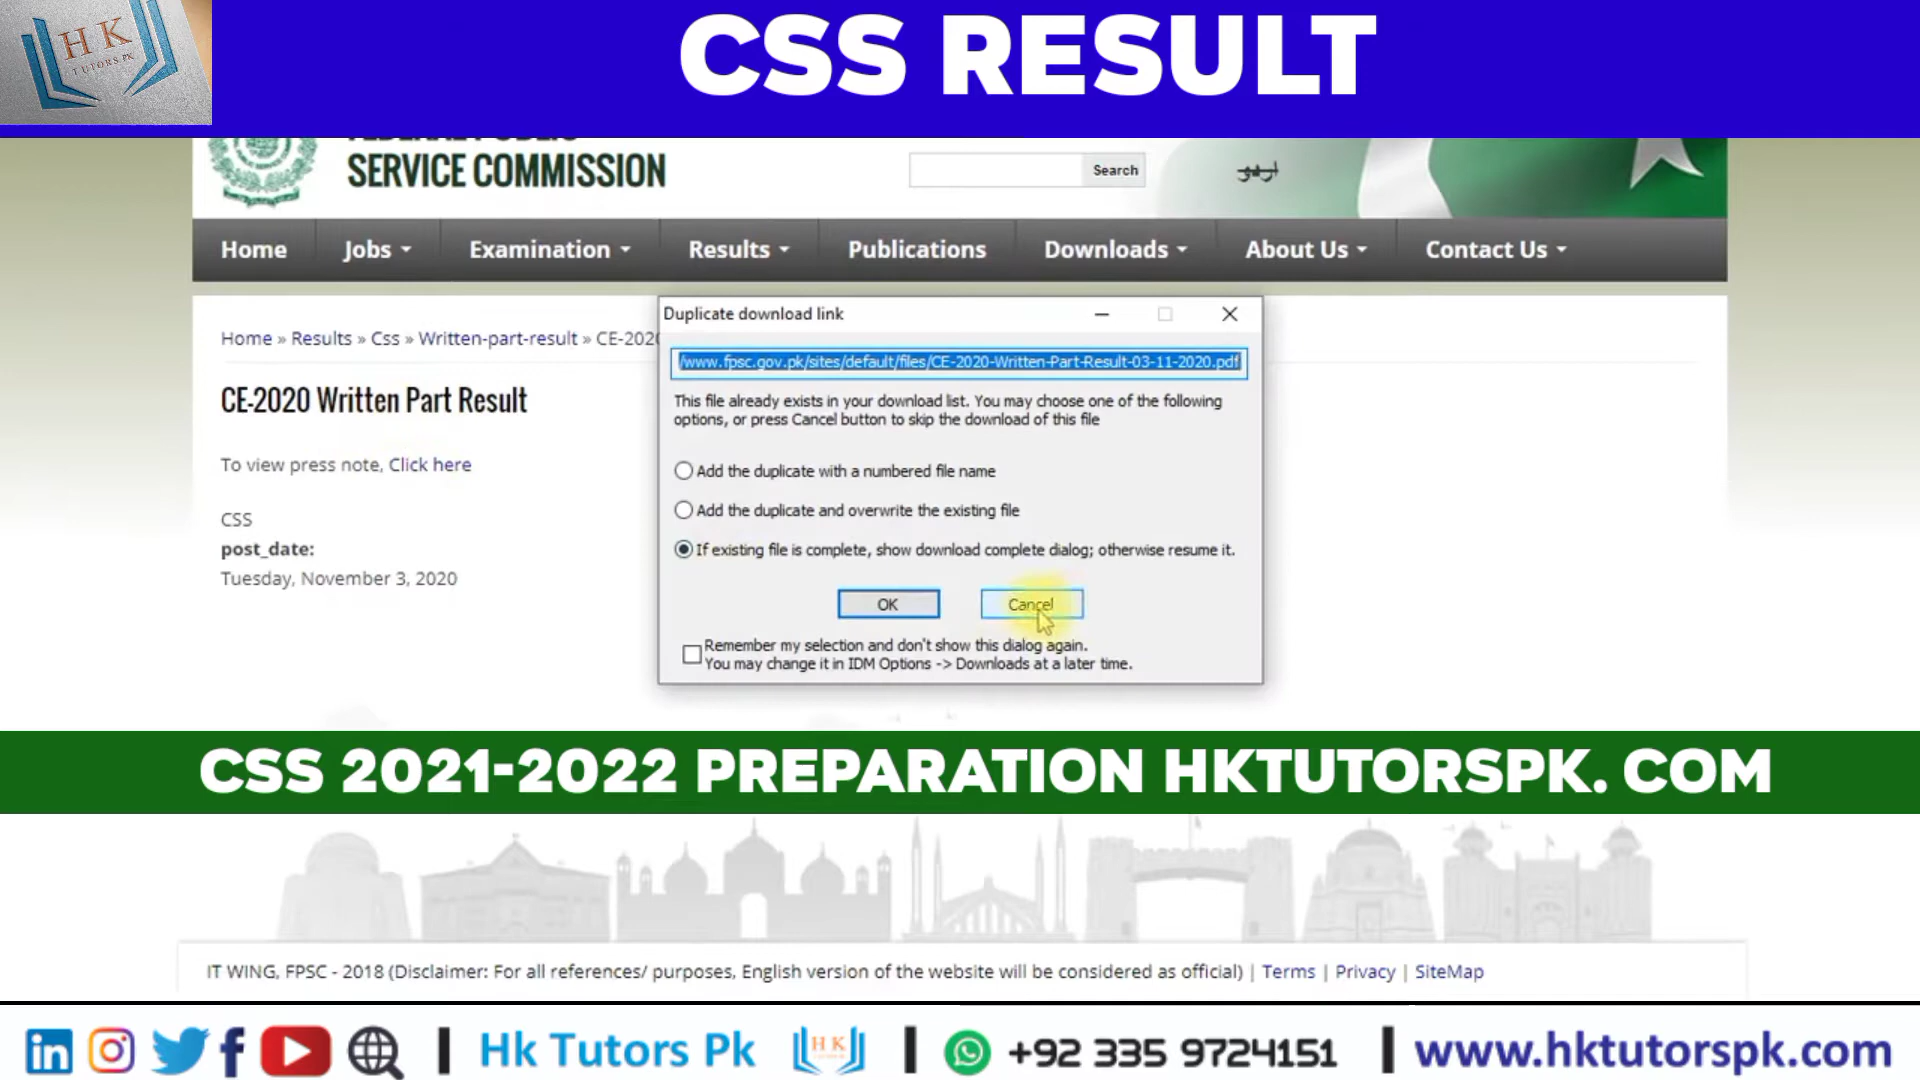 HK
TUTORS PK
CSS RESULT
SERVICE COMMISSION
Search
اردو
Home
Jobs
Examination
Results
Publications
Downloads
About Us
Contact Us
Home » Results » Css » Written-part-result » CE-2020
CE-2020 Written Part Result
To view press note, Click here
CSS
post_date:
Tuesday, November 3, 2020
Duplicate download link
/www.fpsc.gov.pk/sites/default/files/CE-2020-Written-Part-Result-03-11-2020.pdf
This file already exists in your download list. You may choose one of the following
options, or press Cancel button to skip the download of this file
Add the duplicate with a numbered file name
Add the duplicate and overwrite the existing file
If existing file is complete, show download complete dialog; otherwise resume it.
OK
Cancel
Remember my selection and don't show this dialog again.
You may change it in IDM Options -> Downloads at a later time.
CSS 2021-2022 PREPARATION HKTUTORSPK. COM
IT WING, FPSC - 2018 (Disclaimer: For all references/ purposes, English version of the website will be considered as official) | Terms | Privacy | SiteMap
Hk Tutors Pk
HK
+92 335 9724151
www.hktutorspk.com